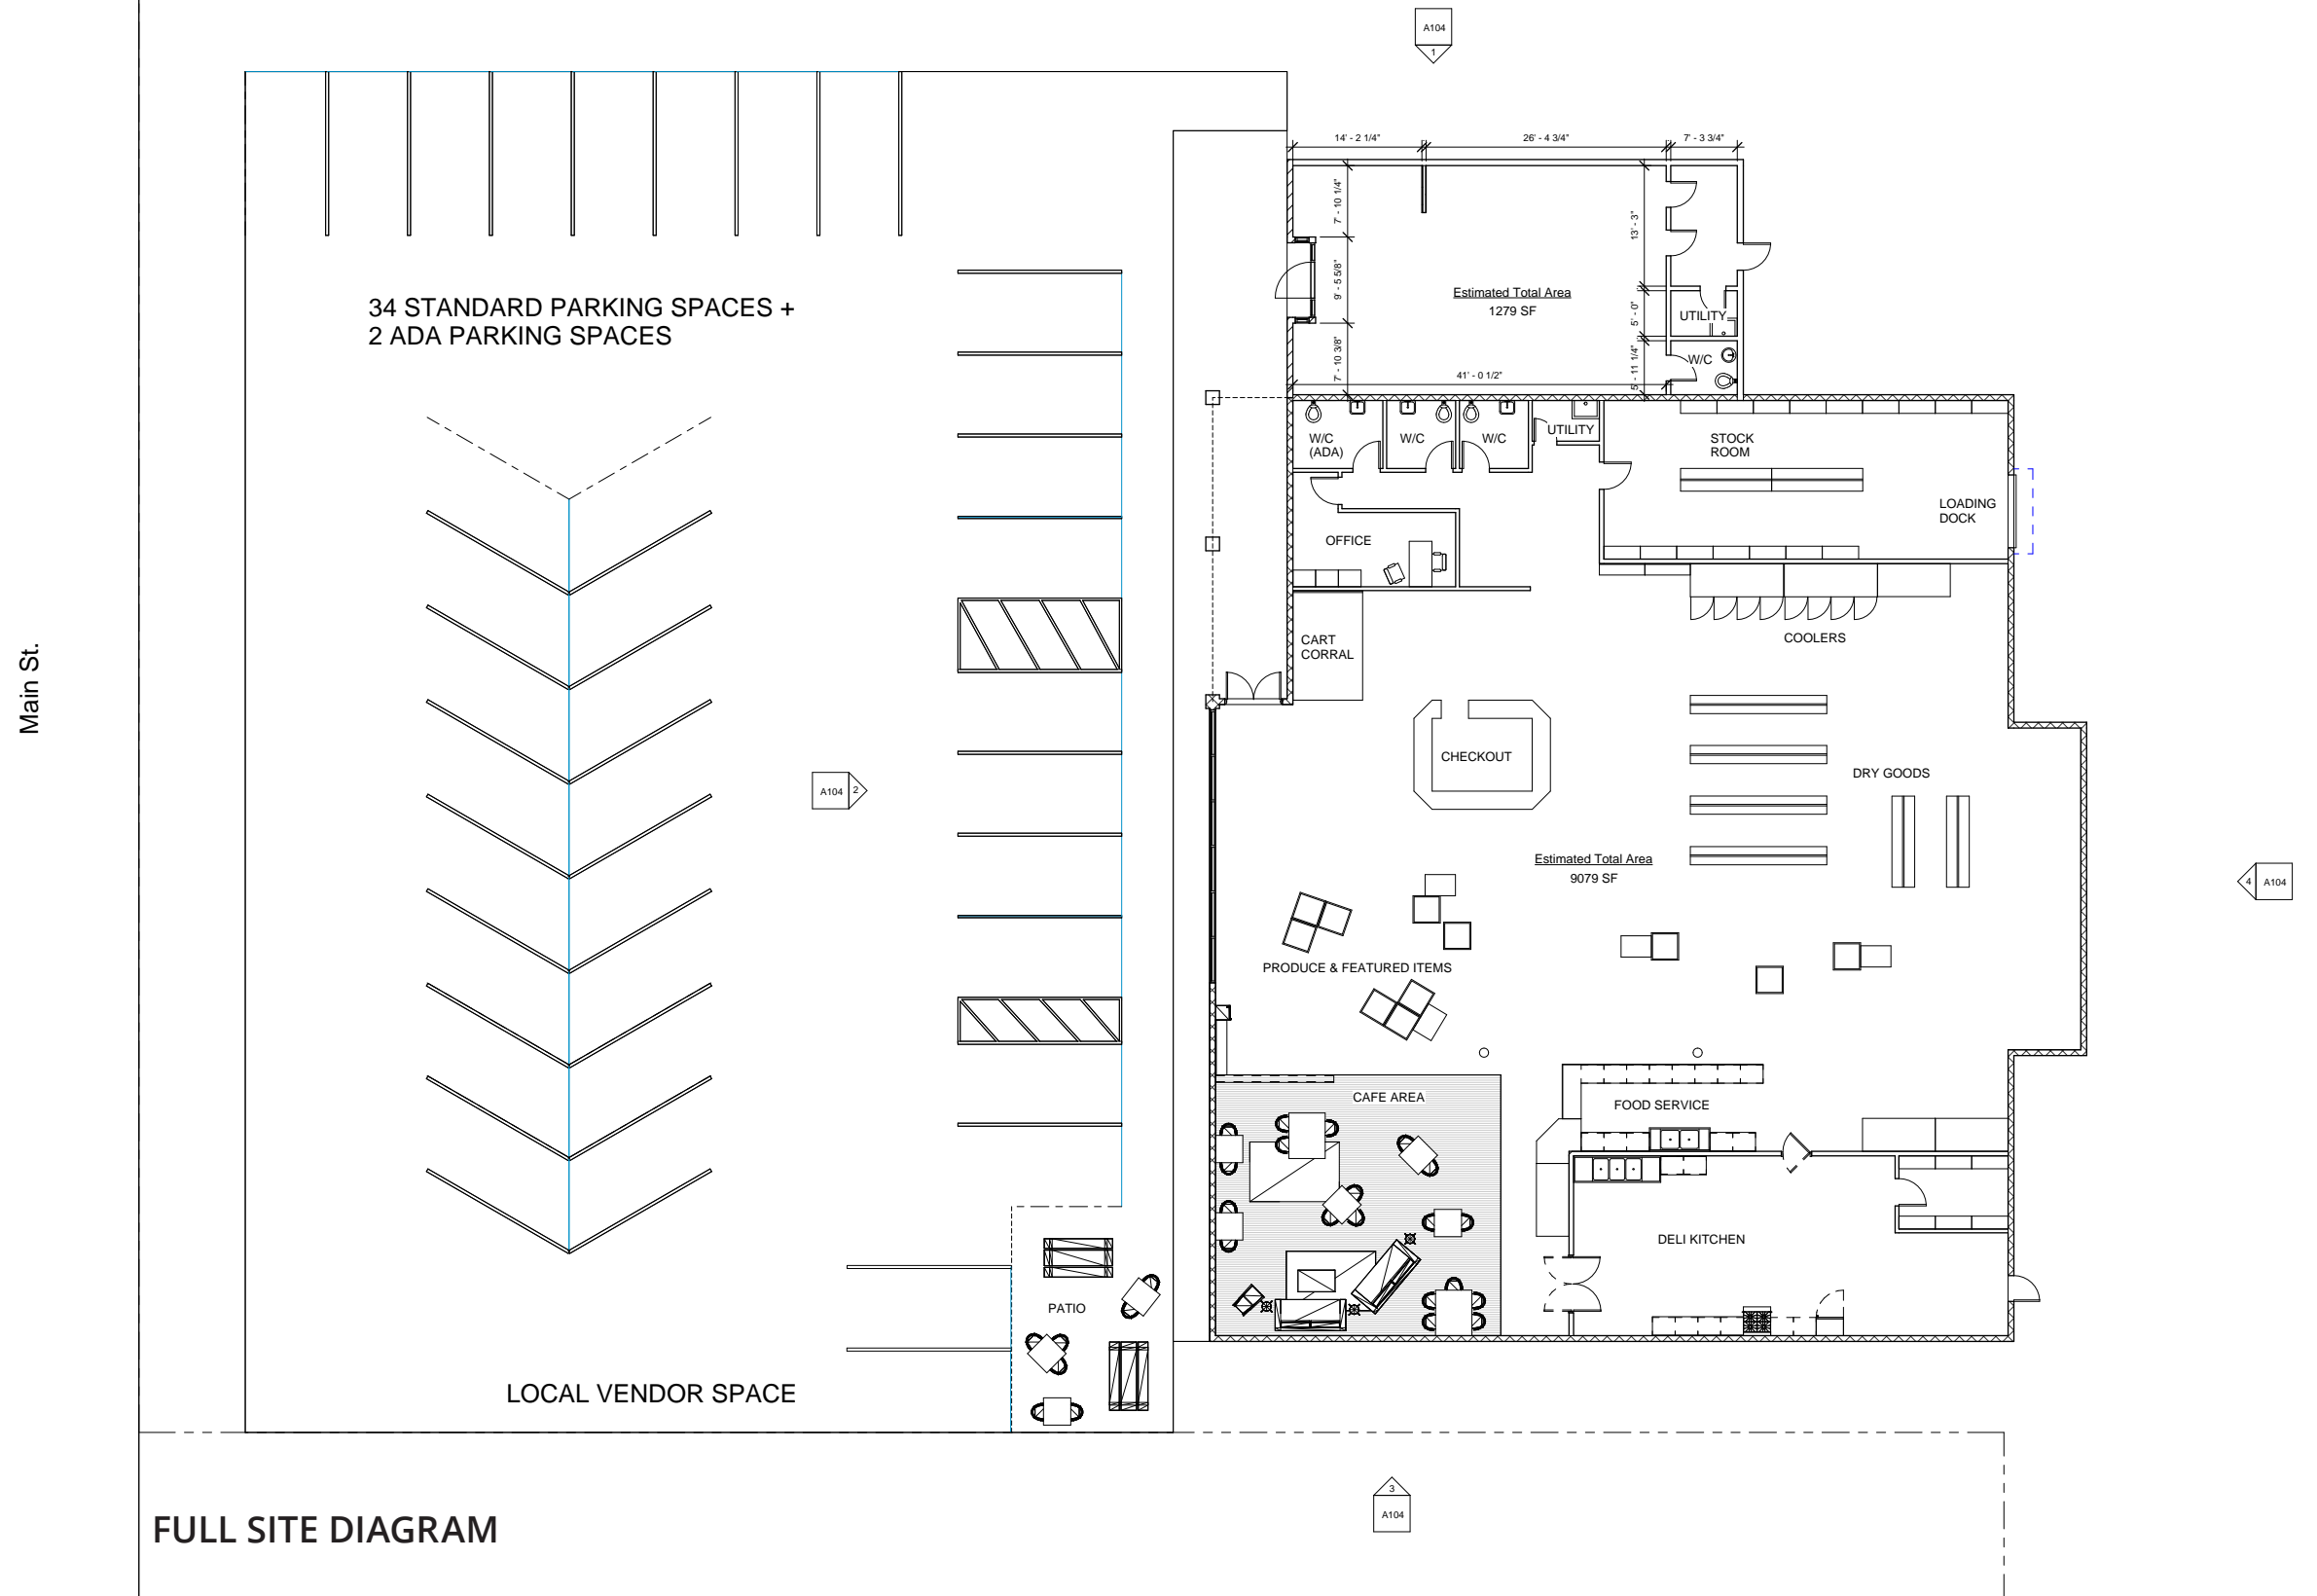 A104
1
14' - 2 1/4"
26' - 4 3/4"
7' - 3 3/4"
7' - 10 1/4"
13' - 3"
34 STANDARD PARKING SPACES +
2 ADA PARKING SPACES
9' - 5 5/8"
Estimated Total Area
1279 SF
5' - 0"
UTILITY
7' - 10 3/8"
5' - 11 1/4"
W/C
41' - 0 1/2"
W/C
(ADA)
W/C
W/C
UTILITY
STOCK
ROOM
LOADING
DOCK
OFFICE
Main St.
CART
CORRAL
COOLERS
CHECKOUT
DRY GOODS
A104
2
Estimated Total Area
9079 SF
4
A104
PRODUCE & FEATURED ITEMS
CAFE AREA
FOOD SERVICE
DELI KITCHEN
PATIO
LOCAL VENDOR SPACE
3
A104
FULL SITE DIAGRAM